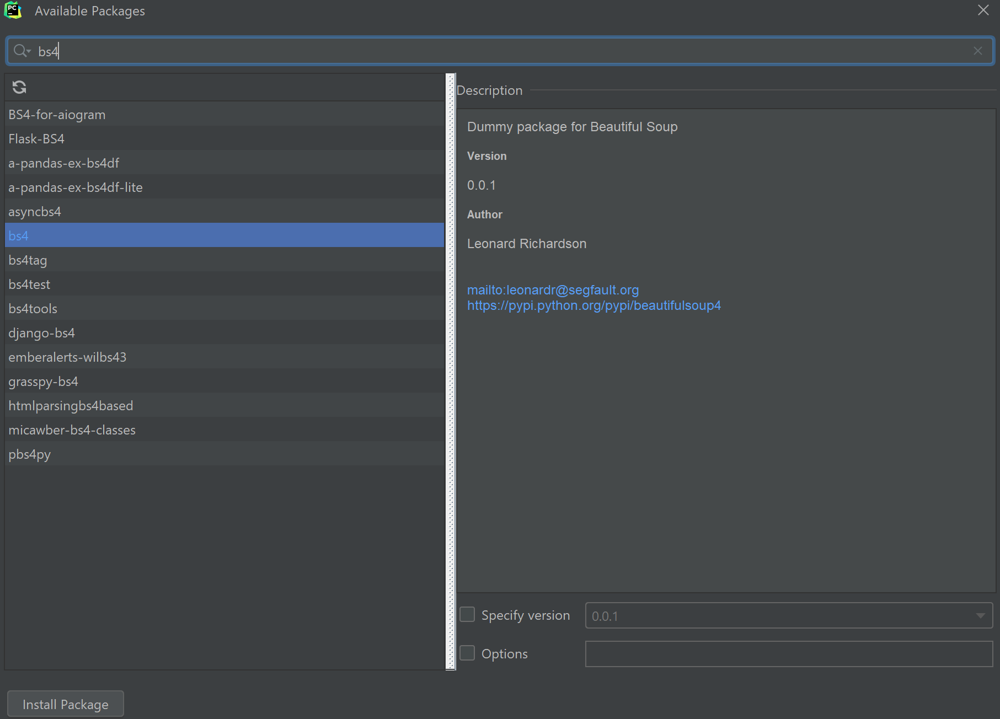 PC
Available Packages
bs4
BS4-for-aiogram
Flask-BS4
a-pandas-ex-bs4df
a-pandas-ex-bs4df-lite
asyncbs4
bs4
bs4tag
bs4test
bs4tools
django-bs4
emberalerts-wilbs43
grasspy-bs4
htmlparsingbs4based
micawber-bs4-classes
pbs4py
Description
Dummy package for Beautiful Soup
Version
0.0.1
Author
Leonard Richardson
mailto:leonardr@segfault.org
https://pypi.python.org/pypi/beautifulsoup4
Specify version 0.0.1
Options
Install Package